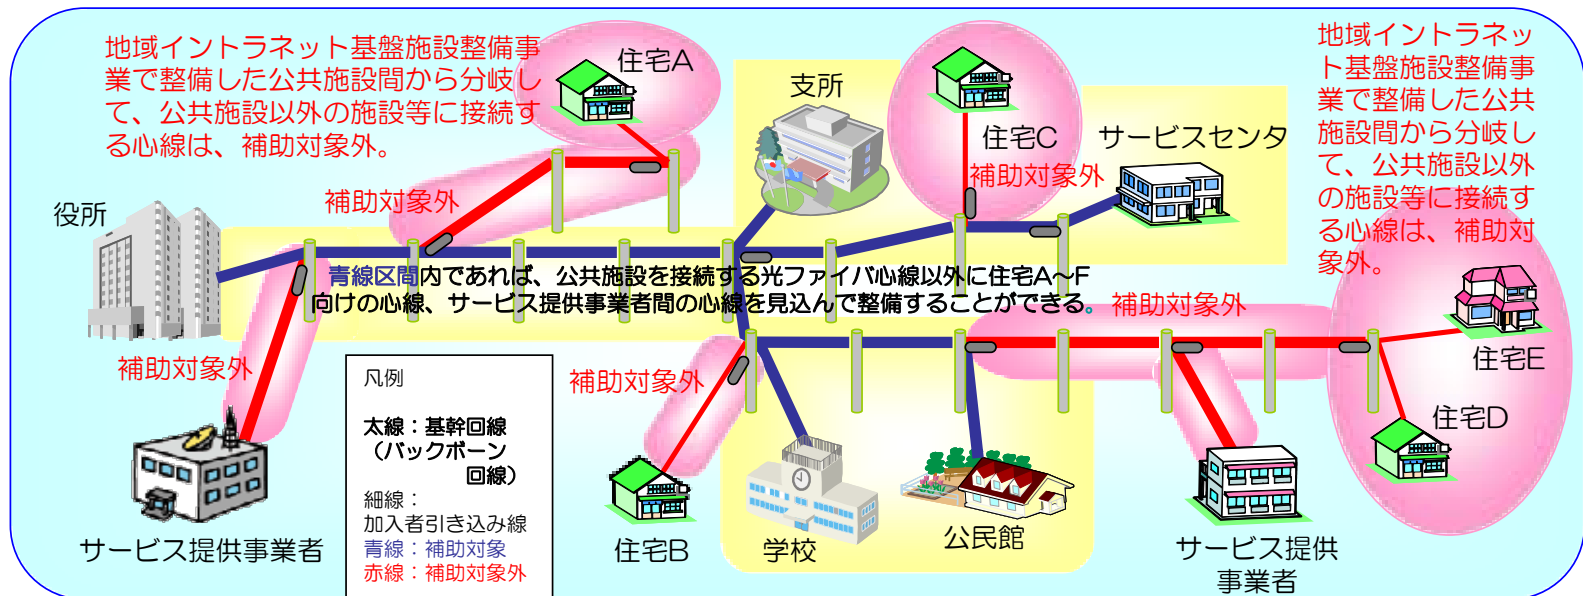 地域イントラネット基盤施設整備事
業で整備した公共施設間から分岐し
て、公共施設以外の施設等に接続す
る心線は、補助対象外。
住宅A
支所
住宅C
サービスセンタ
地域イントラネッ
ト基盤施設整備事
業で整備した公共
施設間から分岐し
て、公共施設以外
の施設等に接続す
る心線は、補助対
象外。
補助対象外
補助対象外
役所
青線区間内であれば、公共施設を接続する光ファイバ心線以外に住宅A～F
向けの心線、サービス提供事業者間の心線を見込んで整備することができる。
補助対象外
補助対象外
補助対象外
住宅E
住宅D
凡例
太線：基幹回線
（バックボーン
回線）
細線：
加入者引き込み線
青線：補助対象
赤線：補助対象外
サービス提供事業者
住宅B
学校
公民館
サービス提供
事業者